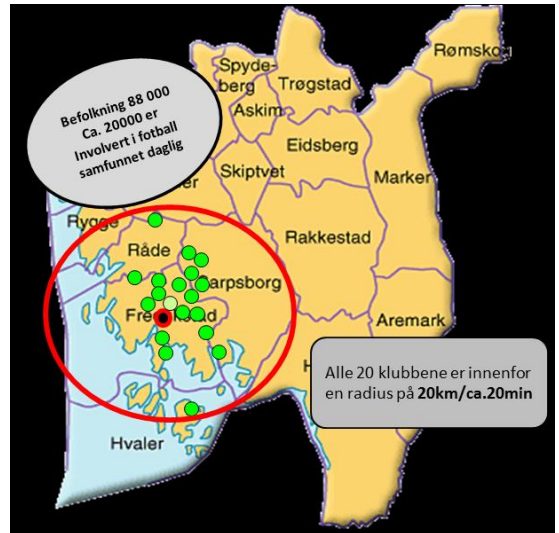 Rømskog
Spyde-
berg
Trøgstad
Askim
Befolkning 88 000
Ca. 20000 er
Involvert i fotball
samfunnet daglig
Eidsberg
Skiptvet
Marker
Rygge
Råde
Rakkestad
Sarpsborg
Fredrikstad
Aremark
Alle 20 klubbene er innenfor
en radius på 20km/ca.20min
Hvaler